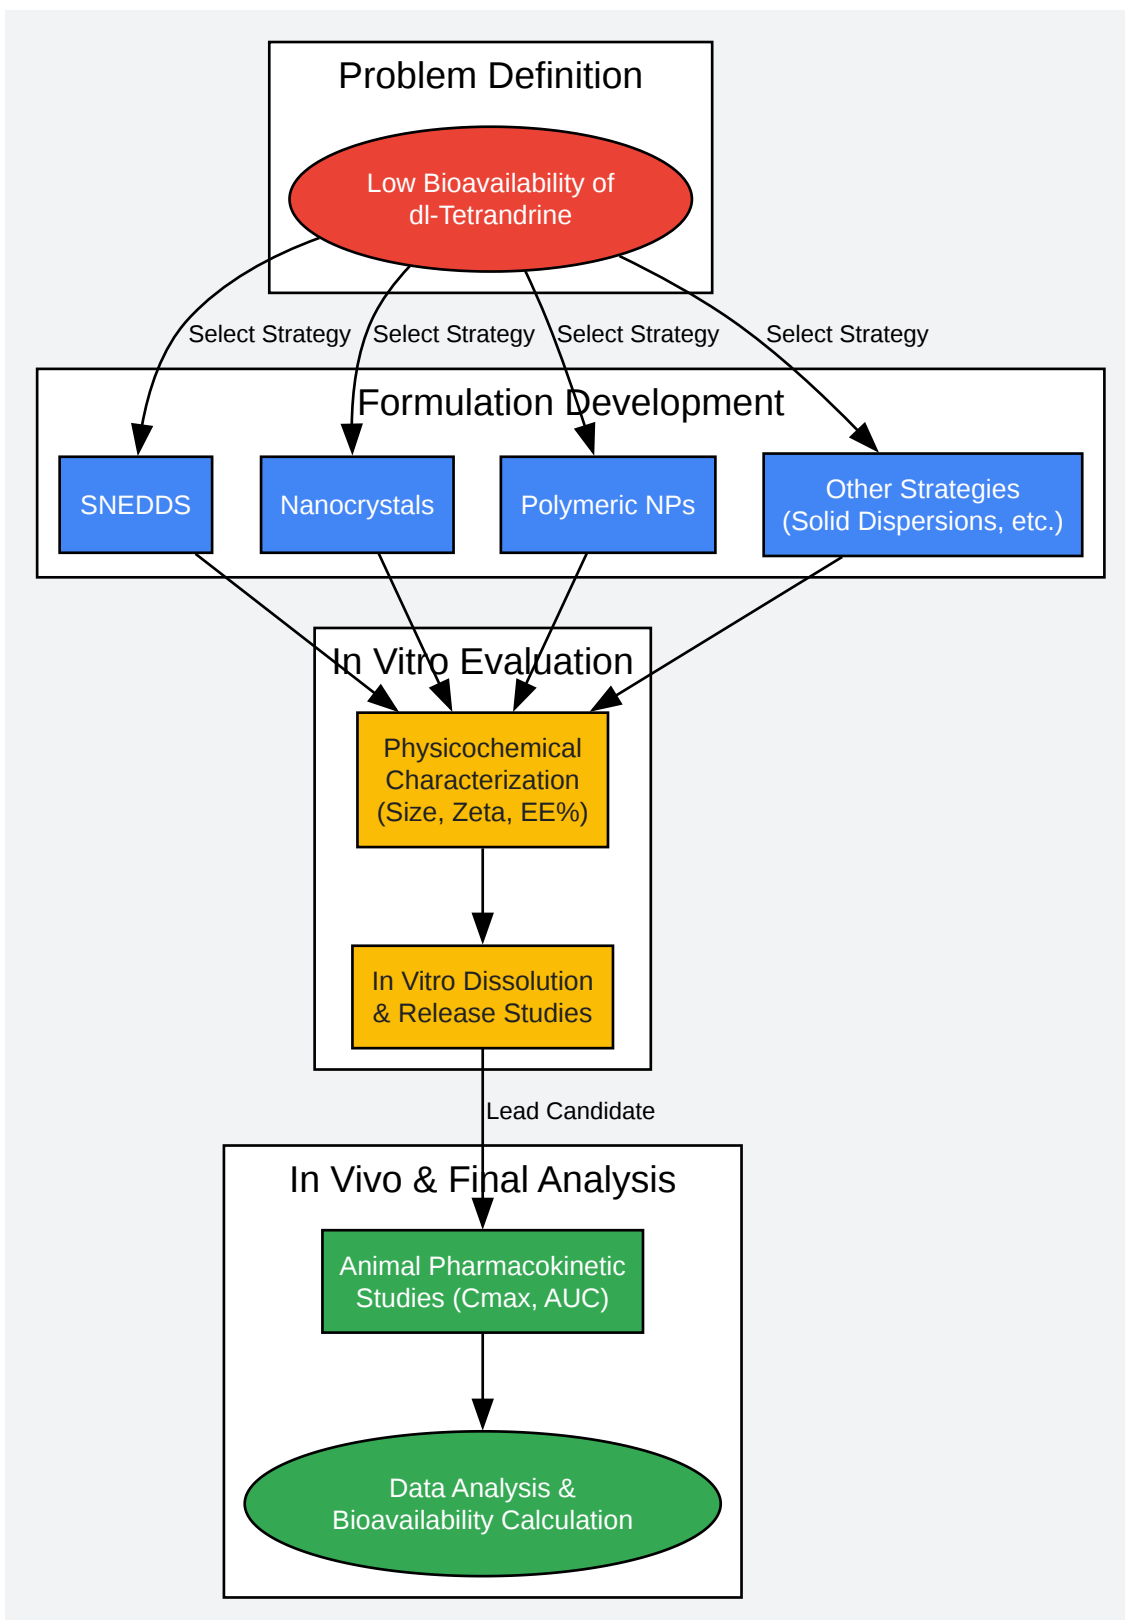 Problem Definition
Low Bioavailability of
dl-Tetrandrine
Select Strategy
Select Strategy
Select Strategy
Select Strategy
Formulation Development
SNEDDS
Nanocrystals
Polymeric NPs
Other Strategies
(Solid Dispersions, etc.)
In Vitro Evaluation
Physicochemical
Characterization
(Size, Zeta, EE%)
In Vitro Dissolution
& Release Studies
Lead Candidate
In Vivo & Final Analysis
Animal Pharmacokinetic
Studies (Cmax, AUC)
Data Analysis &
Bioavailability Calculation